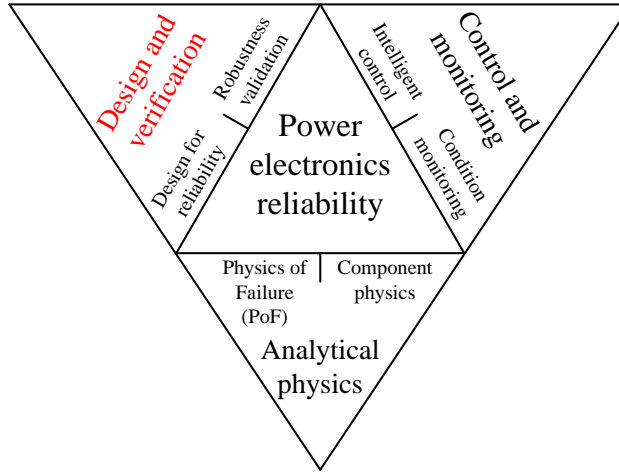 Design and
verification
Robustness
validation
Design for
reliability
Intelligent
control
Control and
monitoring
Condition
monitoring
Power
electronics
reliability
Physics of
Failure
(PoF)
Component
physics
Analytical
physics